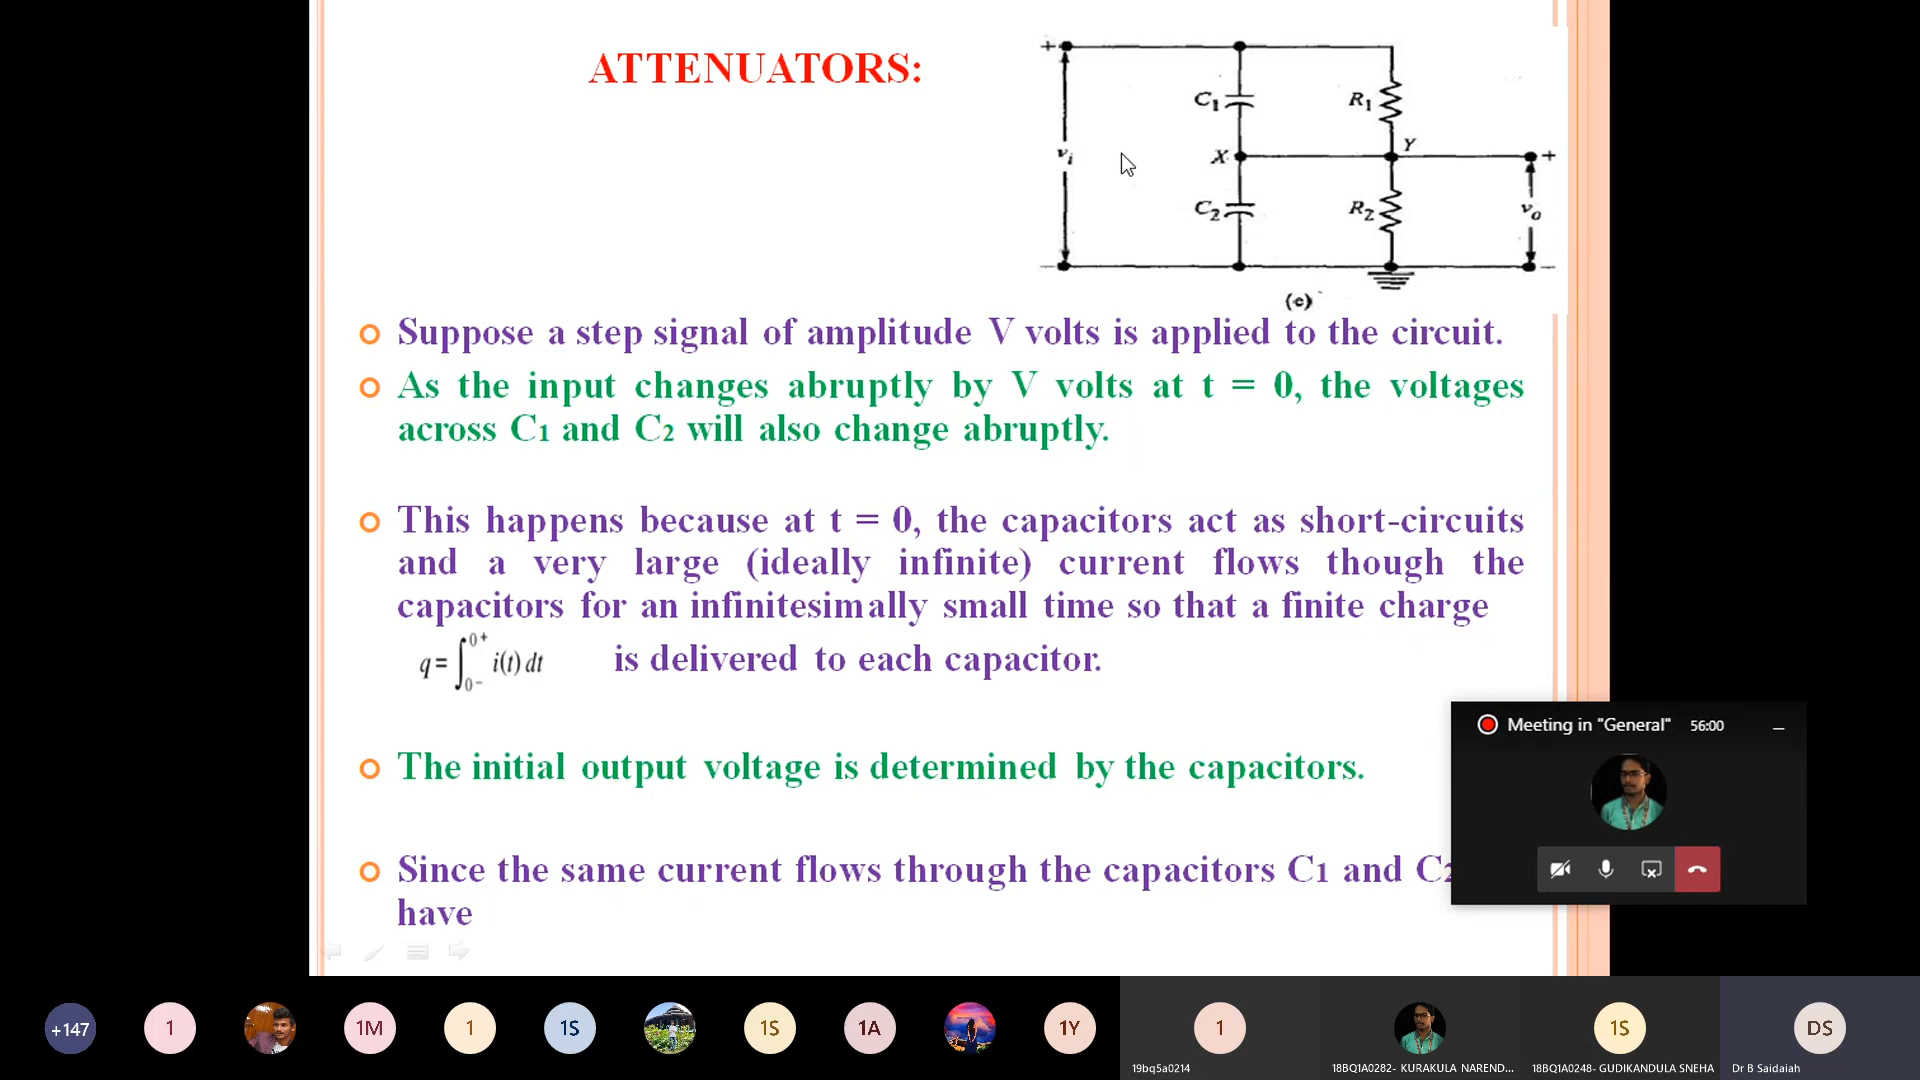 ATTENUATORS:
+
C1
R1
vi
X
Y
+
C2
R2
vo
(c)
Suppose a step signal of amplitude V volts is applied to the circuit.
As the input changes abruptly by V volts at t = 0, the voltages
across C1 and C2 will also change abruptly.
This happens because at t = 0, the capacitors act as short-circuits
and a very large (ideally infinite) current flows though the
capacitors for an infinitesimally small time so that a finite charge
q = ∫0−0+ i(t) dt is delivered to each capacitor.
The initial output voltage is determined by the capacitors.
Since the same current flows through the capacitors C1 and C2
have
Meeting in "General" 56:00
+147
1
1M
1
1S
1S
1A
1Y
1
1S
DS
19bq5a0214
18BQ1A0282- KURAKULA NAREND...
18BQ1A0248- GUDIKANDULA SNEHA
Dr B Saidaiah